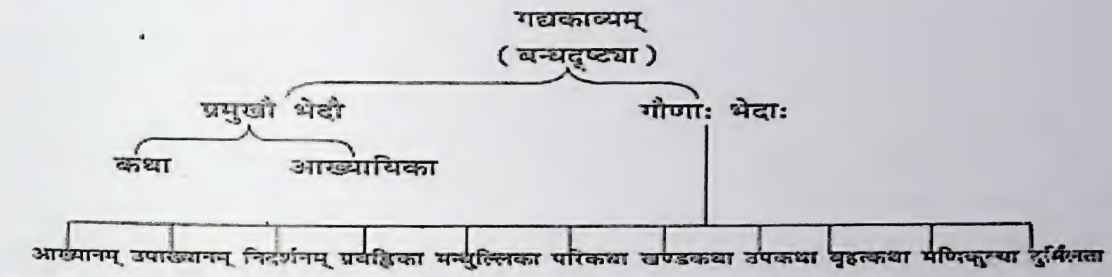 गद्यकाव्यम्
( बन्धदृष्ट्या )
प्रमुखौ भेदौ गौणाः भेदाः
कथा आख्यायिका
आख्यानम् उपाख्यानम् निदर्शनम् प्रवह्लिका मन्थुल्लिका परिकथा खण्डकथा उपकथा बृहत्कथा मणिकुल्या